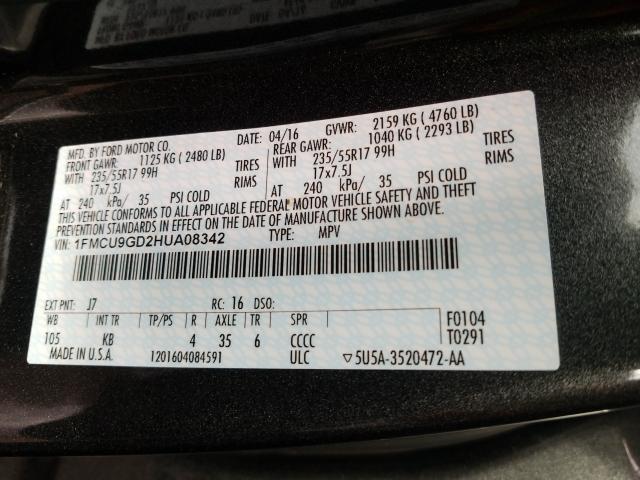 MFD. BY FORD MOTOR CO. 04/16 GVWR: 2159 KG ( 4760 LB)
FRONT GAWR: 1125 KG ( 2480 LB) REAR GAWR: 1040 KG ( 2293 LB)
WITH 235/55R17 99H TIRES WITH 235/55R17 99H TIRES
17x7.5J RIMS 17x7.5J RIMS
AT 240 kPa/ 35 PSI COLD AT 240 kPa/ 35 PSI COLD
THIS VEHICLE CONFORMS TO ALL APPLICABLE FEDERAL MOTOR VEHICLE SAFETY AND THEFT
PREVENTION STANDARDS IN EFFECT ON THE DATE OF MANUFACTURE SHOWN ABOVE.
VIN: 1FMCU9GD2HUA08342 TYPE: MPV
EXT PNT: J7 RC: 16 DSO:
WB INT TR TP/PS R AXLE TR SPR F0104
105 KB 4 35 6 CCCC T0291
MADE IN U.S.A. 1201604084591 ULC ▽5U5A-3520472-AA